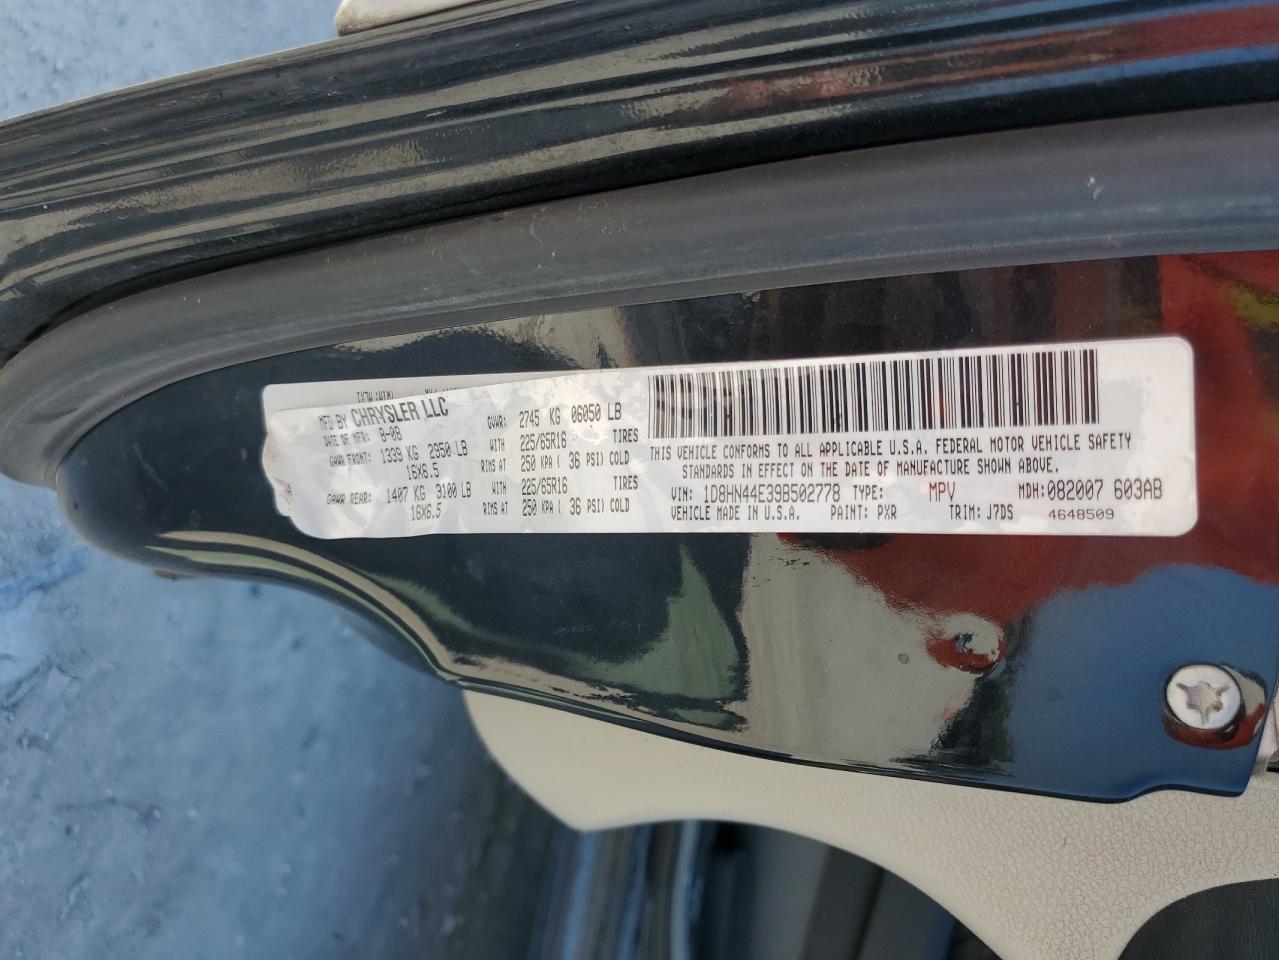 MFD BY CHRYSLER LLC
DATE OF MFR: 8-08 GVWR: 2745 KG 06050 LB
GAWR FRONT: 1339 KG 2950 LB WITH 225/65R16 TIRES
16X6.5 RIMS AT 250 KPA ( 36 PSI) COLD
GAWR REAR: 1407 KG 3100 LB WITH 225/65R16 TIRES
16X6.5 RIMS AT 250 KPA ( 36 PSI) COLD
THIS VEHICLE CONFORMS TO ALL APPLICABLE U.S.A. FEDERAL MOTOR VEHICLE SAFETY
STANDARDS IN EFFECT ON THE DATE OF MANUFACTURE SHOWN ABOVE.
VIN: 1D8HN44E39B502778 TYPE: MPV MDH:082007 603AB
VEHICLE MADE IN U.S.A. PAINT: PXR TRIM: J7DS 4648509